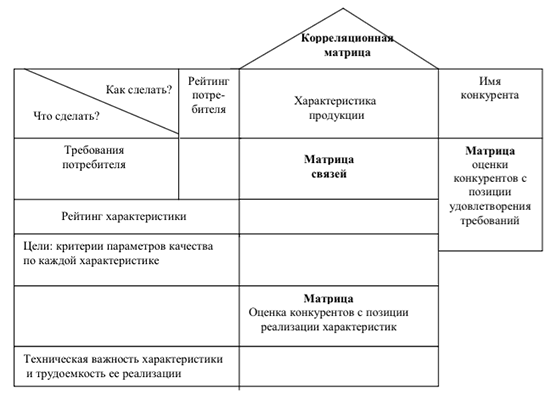 Корреляционная
матрица
Как сделать?
Что сделать?
Рейтинг
потре-
бителя
Характеристика
продукции
Имя
конкурента
Требования
потребителя
Матрица
связей
Матрица
оценки
конкурентов с
позиции
удовлетворения
требований
Рейтинг характеристики
Цели: критерии параметров качества
по каждой характеристике
Матрица
Оценка конкурентов с позиции
реализации характеристик
Техническая важность характеристики
и трудоемкость ее реализации